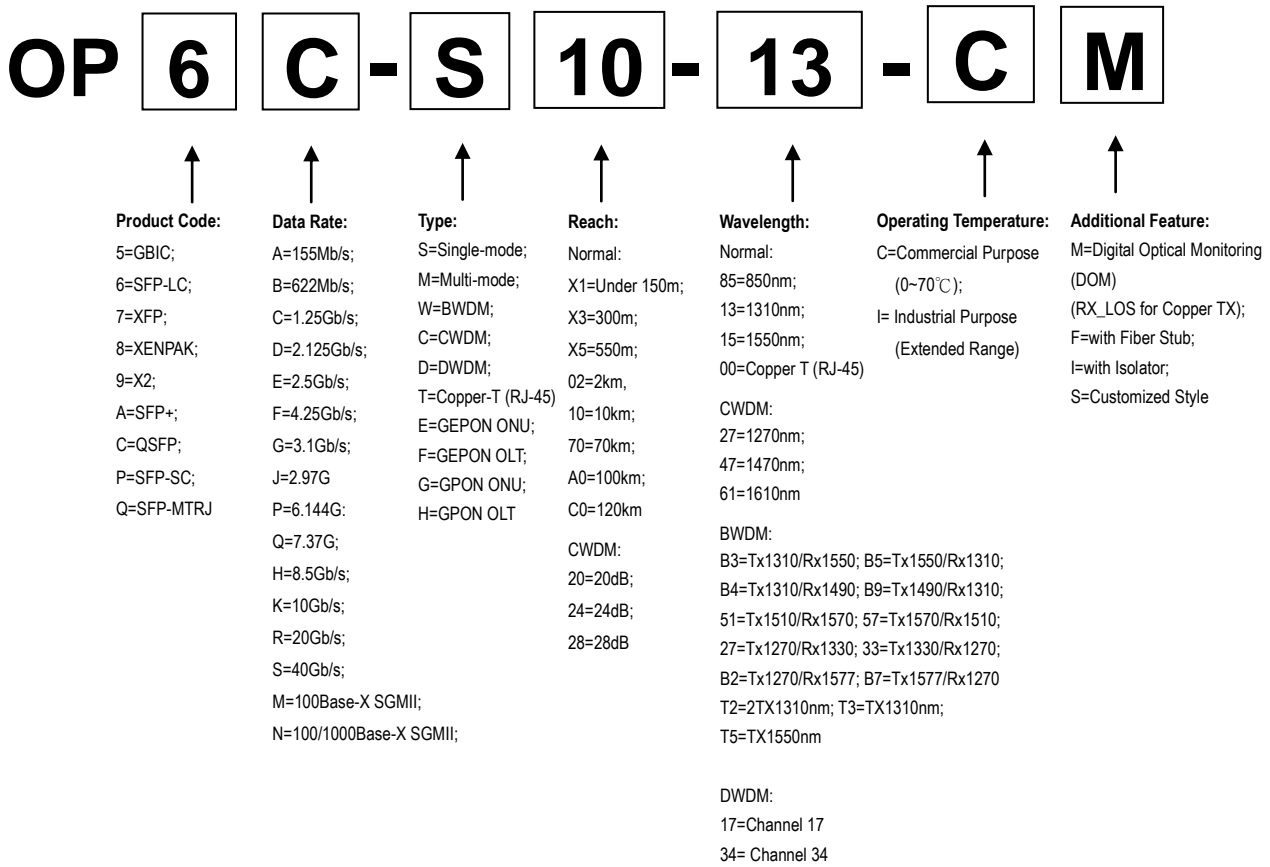 OP 6 C - S 10 - 13 - C M
Product Code:
5=GBIC;
6=SFP-LC;
7=XFP;
8=XENPAK;
9=X2;
A=SFP+;
C=QSFP;
P=SFP-SC;
Q=SFP-MTRJ
Data Rate:
A=155Mb/s;
B=622Mb/s;
C=1.25Gb/s;
D=2.125Gb/s;
E=2.5Gb/s;
F=4.25Gb/s;
G=3.1Gb/s;
J=2.97G
P=6.144G:
Q=7.37G;
H=8.5Gb/s;
K=10Gb/s;
R=20Gb/s;
S=40Gb/s;
M=100Base-X SGMII;
N=100/1000Base-X SGMII;
Type:
S=Single-mode;
M=Multi-mode;
W=BWDM;
C=CWDM;
D=DWDM;
T=Copper-T (RJ-45)
E=GEPON ONU;
F=GEPON OLT;
G=GPON ONU;
H=GPON OLT
Reach:
Normal:
X1=Under 150m;
X3=300m;
X5=550m;
02=2km,
10=10km;
70=70km;
A0=100km;
C0=120km
CWDM:
20=20dB;
24=24dB;
28=28dB
Wavelength:
Normal:
85=850nm;
13=1310nm;
15=1550nm;
00=Copper T (RJ-45)
CWDM:
27=1270nm;
47=1470nm;
61=1610nm
BWDM:
B3=Tx1310/Rx1550; B5=Tx1550/Rx1310;
B4=Tx1310/Rx1490; B9=Tx1490/Rx1310;
51=Tx1510/Rx1570; 57=Tx1570/Rx1510;
27=Tx1270/Rx1330; 33=Tx1330/Rx1270;
B2=Tx1270/Rx1577; B7=Tx1577/Rx1270
T2=2TX1310nm; T3=TX1310nm;
T5=TX1550nm
DWDM:
17=Channel 17
34= Channel 34
Operating Temperature:
C=Commercial Purpose
(0~70℃);
I= Industrial Purpose
(Extended Range)
Additional Feature:
M=Digital Optical Monitoring
(DOM)
(RX_LOS for Copper TX);
F=with Fiber Stub;
I=with Isolator;
S=Customized Style